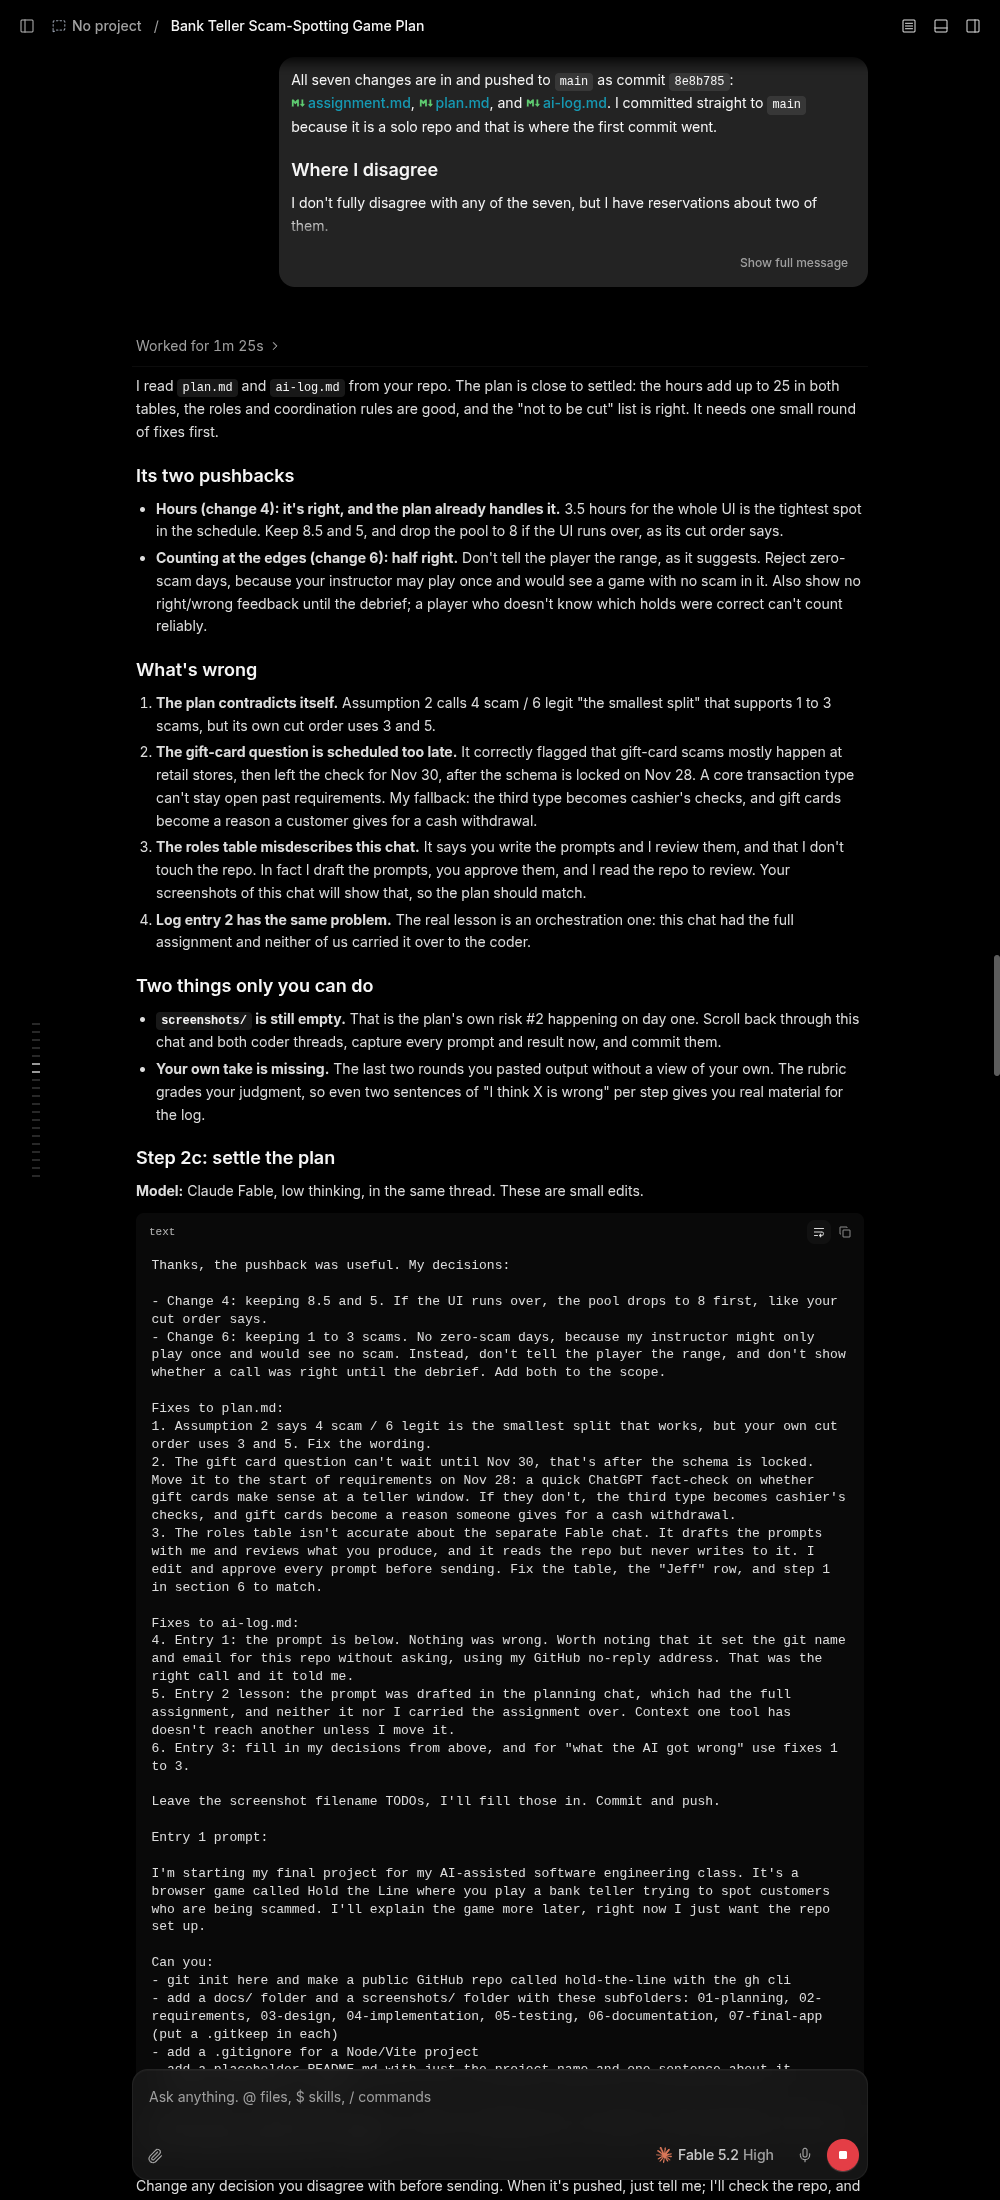 No project / Bank Teller Scam-Spotting Game Plan
All seven changes are in and pushed to main as commit 8e8b785:
assignment.md, plan.md, and ai-log.md. I committed straight to main
because it is a solo repo and that is where the first commit went.
Where I disagree
I don't fully disagree with any of the seven, but I have reservations about two of
them.
Show full message
Worked for 1m 25s
I read plan.md and ai-log.md from your repo. The plan is close to settled: the hours add up to 25 in both
tables, the roles and coordination rules are good, and the "not to be cut" list is right. It needs one small round
of fixes first.
Its two pushbacks
• Hours (change 4): it's right, and the plan already handles it. 3.5 hours for the whole UI is the tightest spot
in the schedule. Keep 8.5 and 5, and drop the pool to 8 if the UI runs over, as its cut order says.
• Counting at the edges (change 6): half right. Don't tell the player the range, as it suggests. Reject zero-
scam days, because your instructor may play once and would see a game with no scam in it. Also show no
right/wrong feedback until the debrief; a player who doesn't know which holds were correct can't count
reliably.
What's wrong
1. The plan contradicts itself. Assumption 2 calls 4 scam / 6 legit "the smallest split" that supports 1 to 3
scams, but its own cut order uses 3 and 5.
2. The gift-card question is scheduled too late. It correctly flagged that gift-card scams mostly happen at
retail stores, then left the check for Nov 30, after the schema is locked on Nov 28. A core transaction type
can't stay open past requirements. My fallback: the third type becomes cashier's checks, and gift cards
become a reason a customer gives for a cash withdrawal.
3. The roles table misdescribes this chat. It says you write the prompts and I review them, and that I don't
touch the repo. In fact I draft the prompts, you approve them, and I read the repo to review. Your
screenshots of this chat will show that, so the plan should match.
4. Log entry 2 has the same problem. The real lesson is an orchestration one: this chat had the full
assignment and neither of us carried it over to the coder.
Two things only you can do
• screenshots/ is still empty. That is the plan's own risk #2 happening on day one. Scroll back through this
chat and both coder threads, capture every prompt and result now, and commit them.
• Your own take is missing. The last two rounds you pasted output without a view of your own. The rubric
grades your judgment, so even two sentences of "I think X is wrong" per step gives you real material for
the log.
Step 2c: settle the plan
Model: Claude Fable, low thinking, in the same thread. These are small edits.
text
Thanks, the pushback was useful. My decisions:
- Change 4: keeping 8.5 and 5. If the UI runs over, the pool drops to 8 first, like your
cut order says.
- Change 6: keeping 1 to 3 scams. No zero-scam days, because my instructor might only
play once and would see no scam. Instead, don't tell the player the range, and don't show
whether a call was right until the debrief. Add both to the scope.
Fixes to plan.md:
1. Assumption 2 says 4 scam / 6 legit is the smallest split that works, but your own cut
order uses 3 and 5. Fix the wording.
2. The gift card question can't wait until Nov 30, that's after the schema is locked.
Move it to the start of requirements on Nov 28: a quick ChatGPT fact-check on whether
gift cards make sense at a teller window. If they don't, the third type becomes cashier's
checks, and gift cards become a reason someone gives for a cash withdrawal.
3. The roles table isn't accurate about the separate Fable chat. It drafts the prompts
with me and reviews what you produce, and it reads the repo but never writes to it. I
edit and approve every prompt before sending. Fix the table, the "Jeff" row, and step 1
in section 6 to match.
Fixes to ai-log.md:
4. Entry 1: the prompt is below. Nothing was wrong. Worth noting that it set the git name
and email for this repo without asking, using my GitHub no-reply address. That was the
right call and it told me.
5. Entry 2 lesson: the prompt was drafted in the planning chat, which had the full
assignment, and neither it nor I carried the assignment over. Context one tool has
doesn't reach another unless I move it.
6. Entry 3: fill in my decisions from above, and for "what the AI got wrong" use fixes 1
to 3.
Leave the screenshot filename TODOs, I'll fill those in. Commit and push.
Entry 1 prompt:
I'm starting my final project for my AI-assisted software engineering class. It's a
browser game called Hold the Line where you play a bank teller trying to spot customers
who are being scammed. I'll explain the game more later, right now I just want the repo
set up.
Can you:
- git init here and make a public GitHub repo called hold-the-line with the gh cli
- add a docs/ folder and a screenshots/ folder with these subfolders: 01-planning, 02-
requirements, 03-design, 04-implementation, 05-testing, 06-documentation, 07-final-app
(put a .gitkeep in each)
- add a .gitignore for a Node/Vite project
- add a placeholder README.md with just the project name and one sentence about it
Ask anything. @ files, $ skills, / commands
Fable 5.2 High
Change any decision you disagree with before sending. When it's pushed, just tell me; I'll check the repo, and